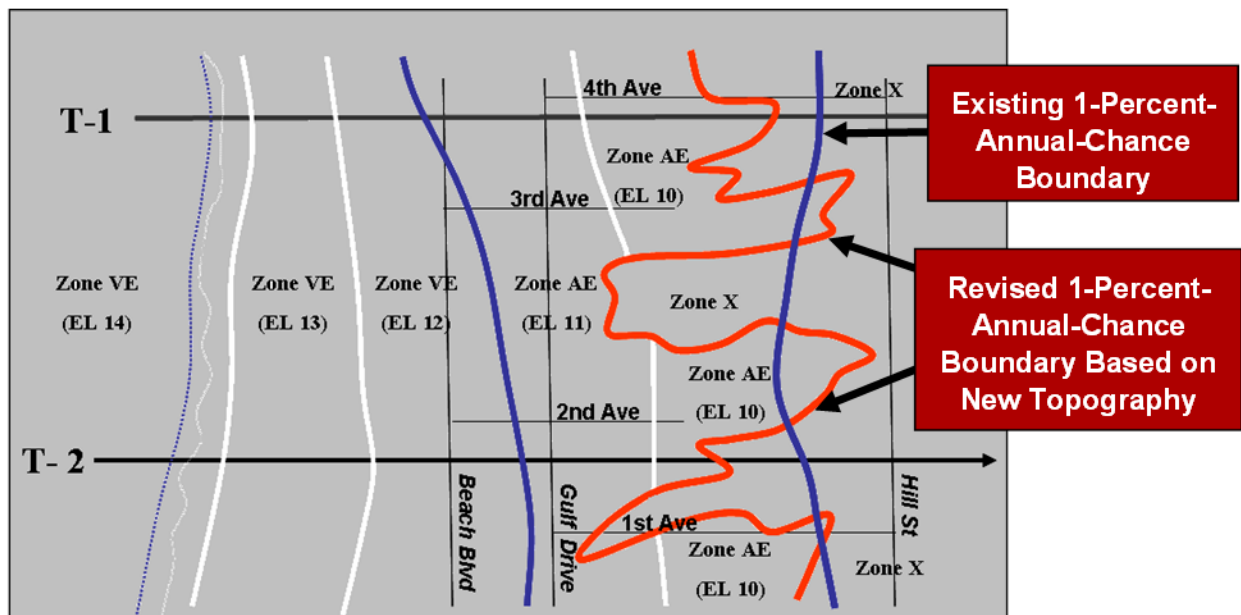 4th Ave
Zone X
T-1
Existing 1-Percent-
Annual-Chance
Boundary
Zone AE
(EL 10)
3rd Ave
Zone VE
(EL 14)
Zone VE
(EL 13)
Zone VE
(EL 12)
Zone AE
(EL 11)
Zone X
Revised 1-Percent-
Annual-Chance
Boundary Based on
New Topography
Zone AE
(EL 10)
2nd Ave
T- 2
Beach Blvd
Gulf Drive
Hill St
1st Ave
Zone AE
(EL 10)
Zone X